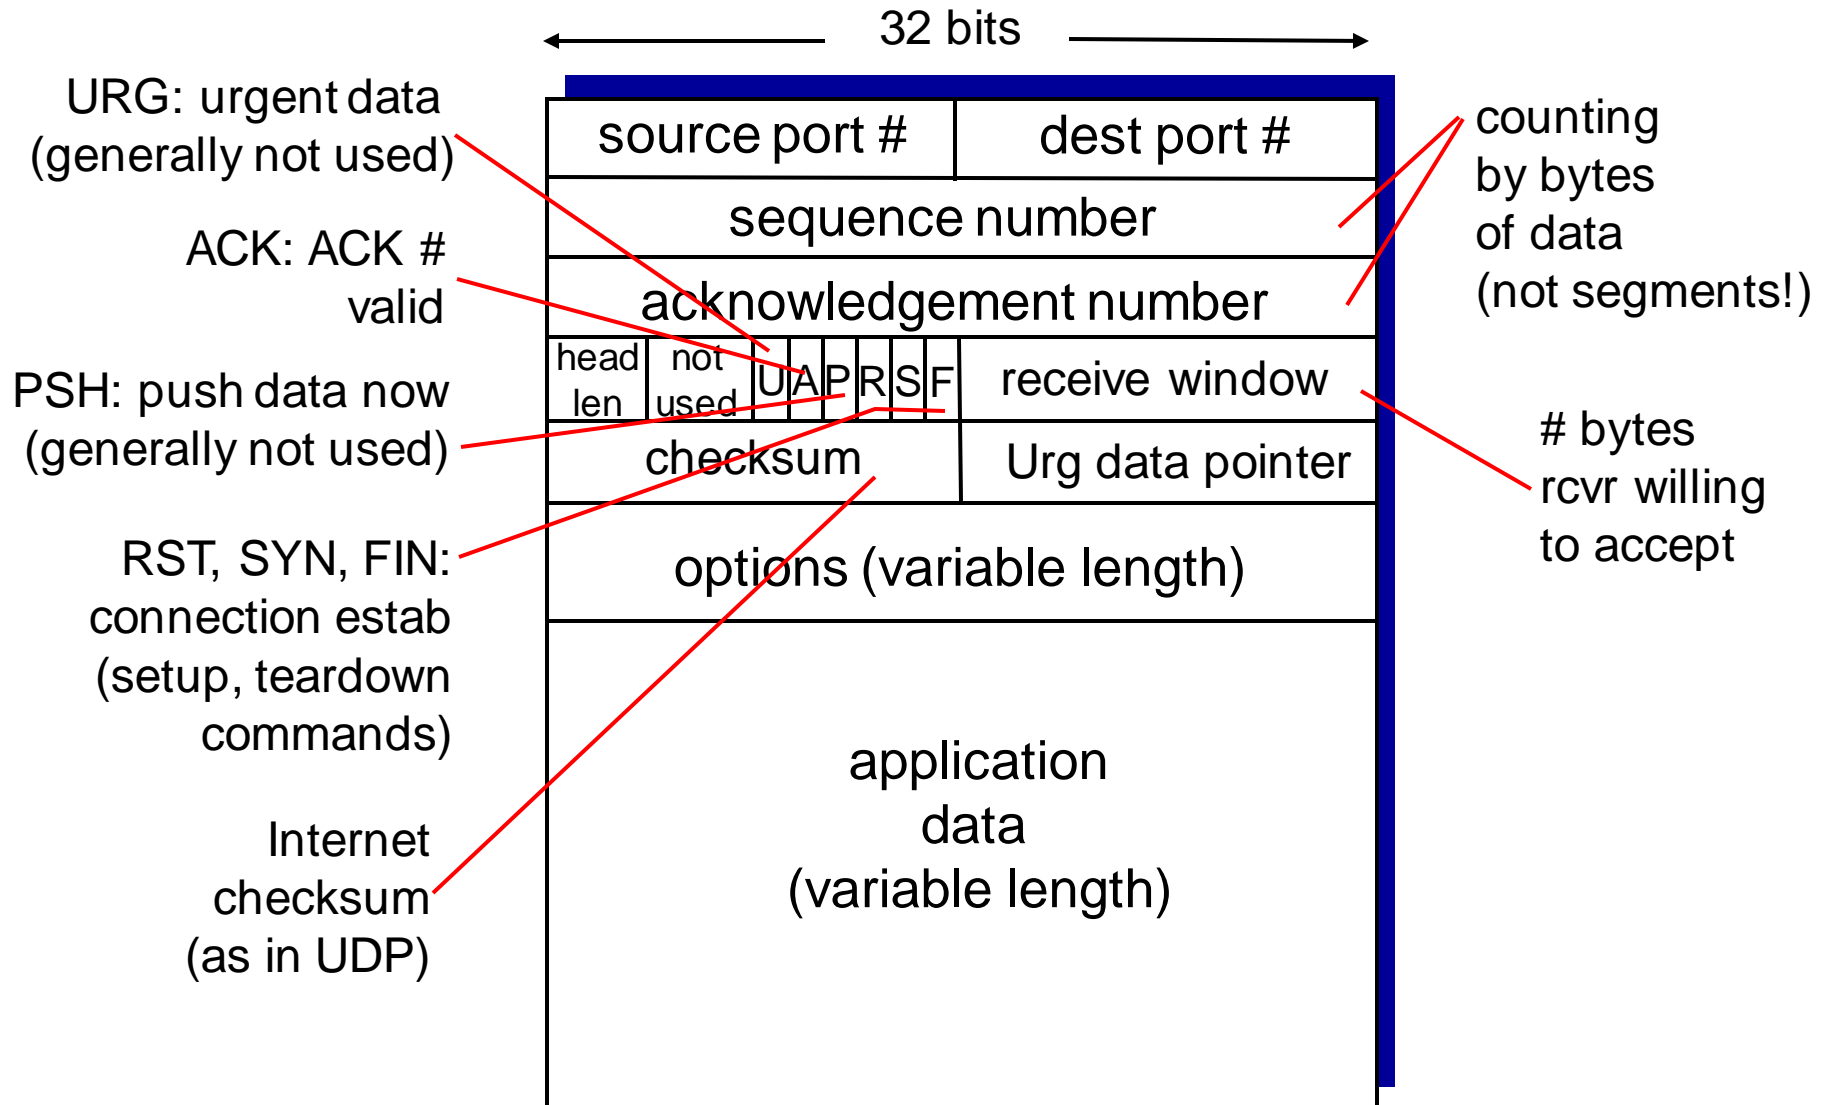 32 bits
URG: urgent data
(generally not used)
ACK: ACK #
valid
PSH: push data now
(generally not used)
RST, SYN, FIN:
connection estab
(setup, teardown
commands)
Internet
checksum
(as in UDP)
source port # dest port #
sequence number
acknowledgement number
head
len
not
used
U A P R S F
receive window
checksum Urg data pointer
options (variable length)
application
data
(variable length)
counting
by bytes
of data
(not segments!)
# bytes
rcvr willing
to accept